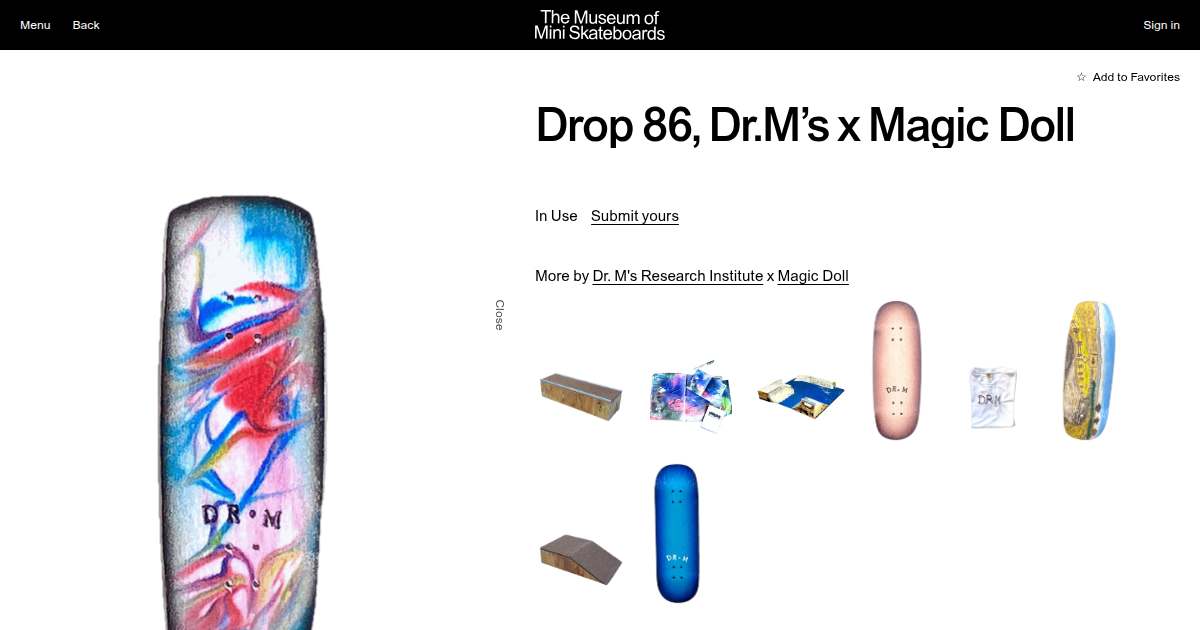 Menu Back
The Museum of
Mini Skateboards
Sign in
☆ Add to Favorites
Drop 86, Dr.M’s x Magic Doll
In Use Submit yours
More by Dr. M's Research Institute x Magic Doll
Close
DR•M
DR•M
DRM
DR•M